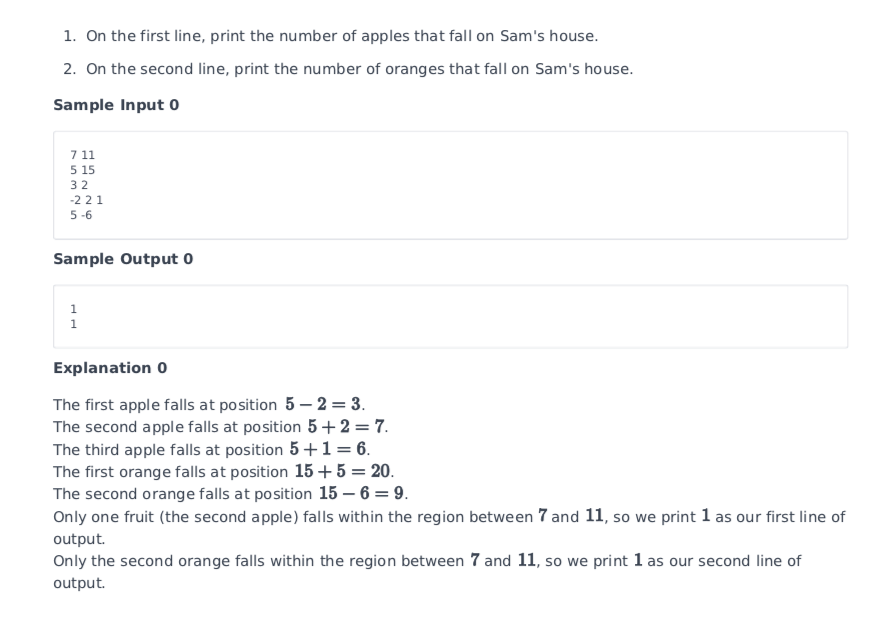 1. On the first line, print the number of apples that fall on Sam's house.
2. On the second line, print the number of oranges that fall on Sam's house.
Sample Input 0
7 11
5 15
3 2
-2 2 1
5 -6
Sample Output 0
1
1
Explanation 0
The first apple falls at position 5 − 2 = 3.
The second apple falls at position 5 + 2 = 7.
The third apple falls at position 5 + 1 = 6.
The first orange falls at position 15 + 5 = 20.
The second orange falls at position 15 − 6 = 9.
Only one fruit (the second apple) falls within the region between 7 and 11, so we print 1 as our first line of
output.
Only the second orange falls within the region between 7 and 11, so we print 1 as our second line of
output.